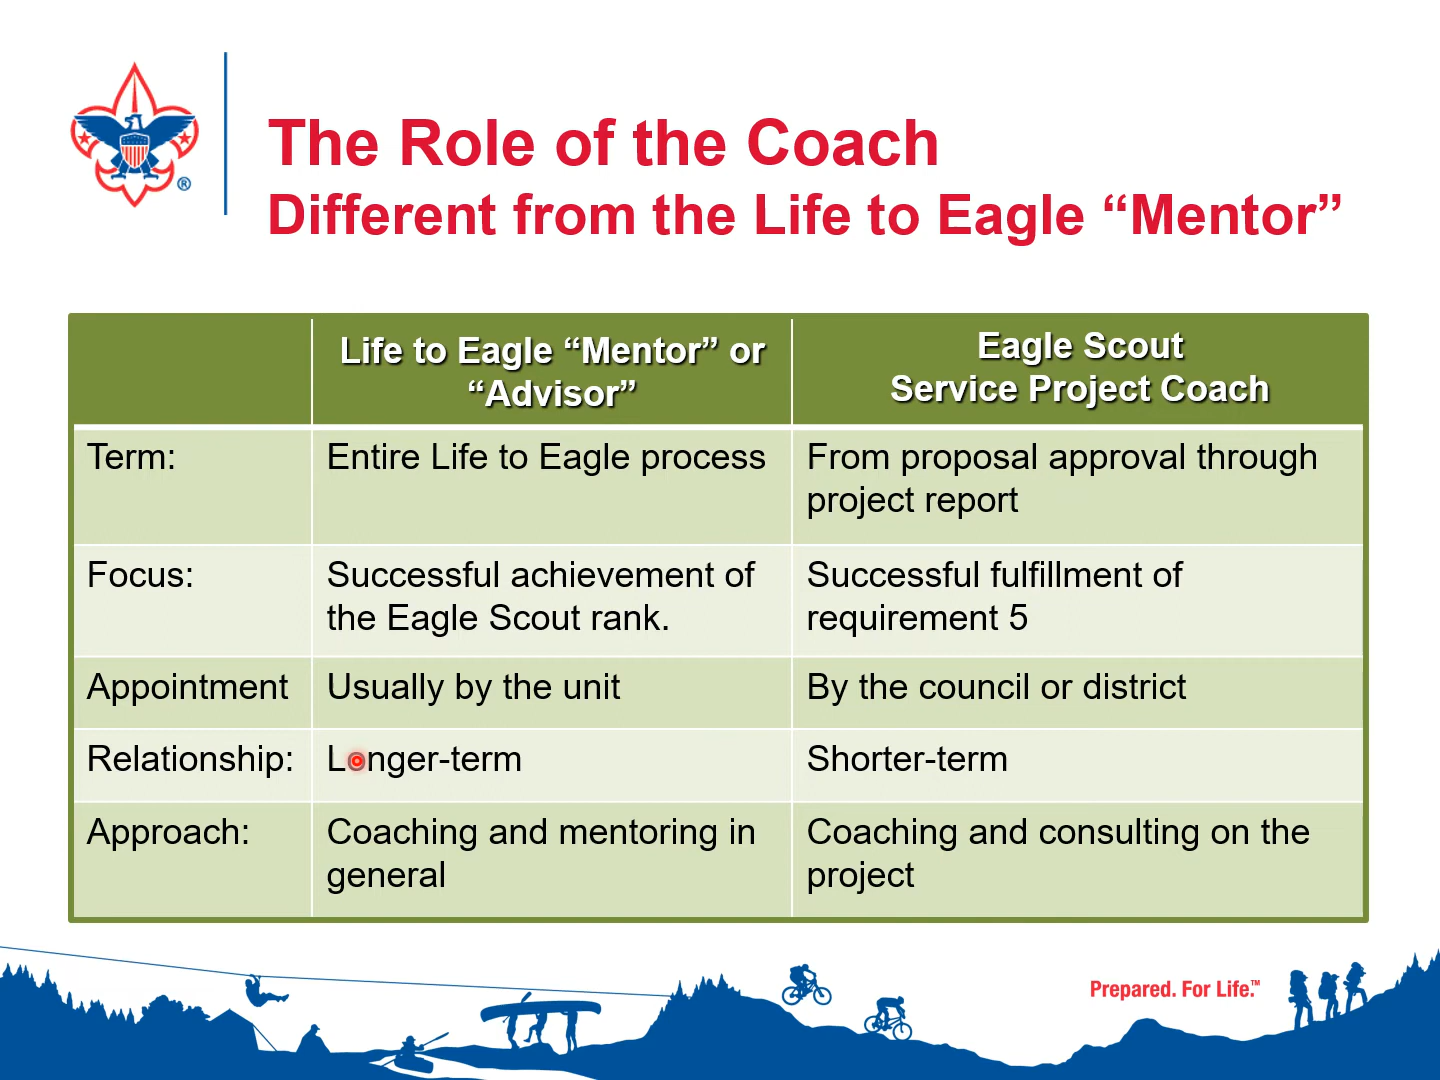 The Role of the Coach
Different from the Life to Eagle “Mentor”
®
Life to Eagle “Mentor” or
“Advisor”
Eagle Scout
Service Project Coach
Term:
Entire Life to Eagle process
From proposal approval through
project report
Focus:
Successful achievement of
the Eagle Scout rank.
Successful fulfillment of
requirement 5
Appointment
Usually by the unit
By the council or district
Relationship:
Longer-term
Shorter-term
Approach:
Coaching and mentoring in
general
Coaching and consulting on the
project
Prepared. For Life.™